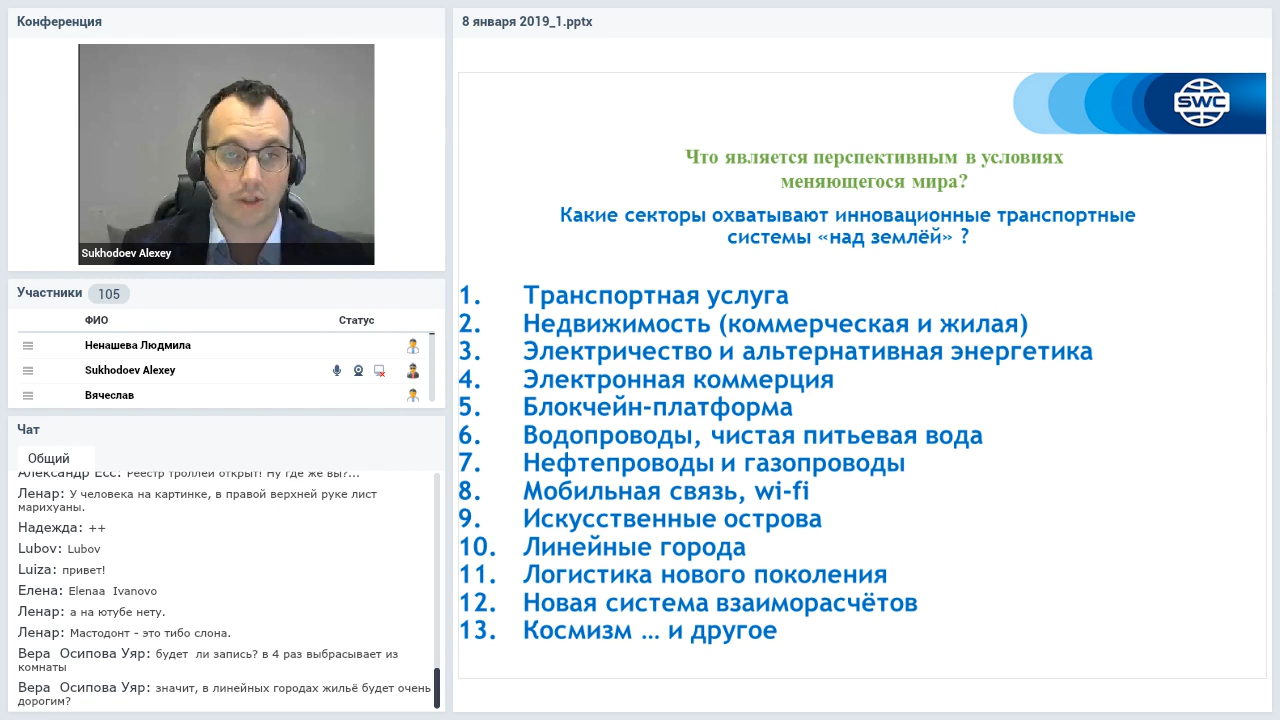 Конференция
Sukhodoev Alexey
Участники 105
ФИО Статус
Ненашева Людмила
Sukhodoev Alexey
Вячеслав
Чат
Общий
Александр Ecc: Реестр троллей открыт! Ну где же вы?...
Ленар: У человека на картинке, в правой верхней руке лист
марихуаны.
Надежда: ++
Lubov: Lubov
Luiza: привет!
Елена: Elenaa Ivanovo
Ленар: а на ютубе нету.
Ленар: Мастодонт - это тибо слона.
Вера Осипова Уяр: будет ли запись? в 4 раз выбрасывает из
комнаты
Вера Осипова Уяр: значит, в линейных городах жильё будет очень
дорогим?
8 января 2019_1.pptx
SWC
Что является перспективным в условиях
меняющегося мира?
Какие секторы охватывают инновационные транспортные
системы «над землёй» ?
1. Транспортная услуга
2. Недвижимость (коммерческая и жилая)
3. Электричество и альтернативная энергетика
4. Электронная коммерция
5. Блокчейн-платформа
6. Водопроводы, чистая питьевая вода
7. Нефтепроводы и газопроводы
8. Мобильная связь, wi-fi
9. Искусственные острова
10. Линейные города
11. Логистика нового поколения
12. Новая система взаиморасчётов
13. Космизм … и другое